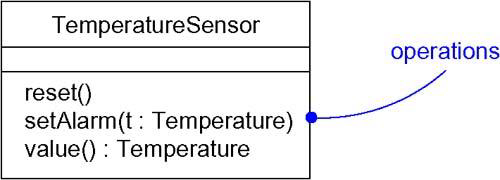 TemperatureSensor
operations
reset()
setAlarm(t : Temperature)
value() : Temperature